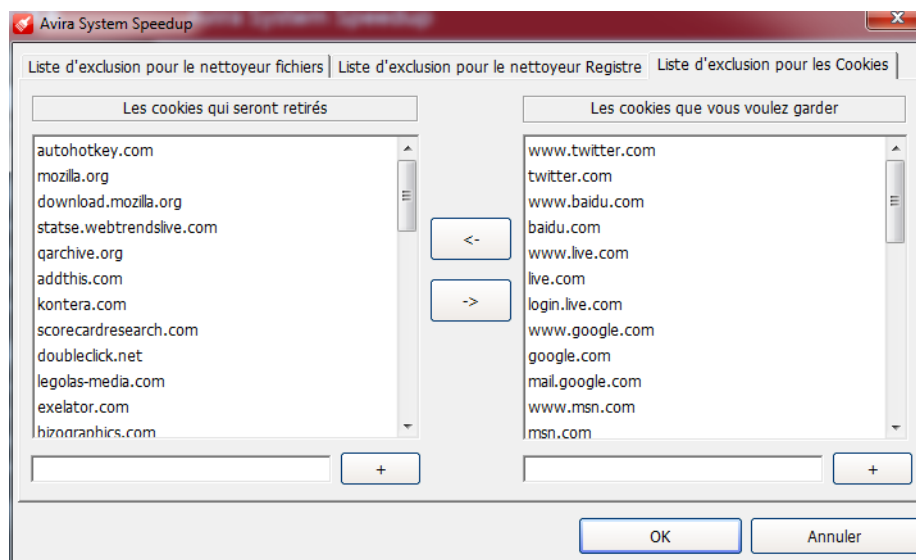 Avira System Speedup
Liste d'exclusion pour le nettoyeur fichiers
Liste d'exclusion pour le nettoyeur Registre
Liste d'exclusion pour les Cookies
Les cookies qui seront retirés
autohotkey.com
mozilla.org
download.mozilla.org
statse.webtrendslive.com
qarchive.org
addthis.com
kontera.com
scorecardresearch.com
doubleclick.net
legolas-media.com
exelator.com
bizographics.com
+
<-
->
Les cookies que vous voulez garder
www.twitter.com
twitter.com
www.baidu.com
baidu.com
www.live.com
live.com
login.live.com
www.google.com
google.com
mail.google.com
www.msn.com
msn.com
+
OK
Annuler